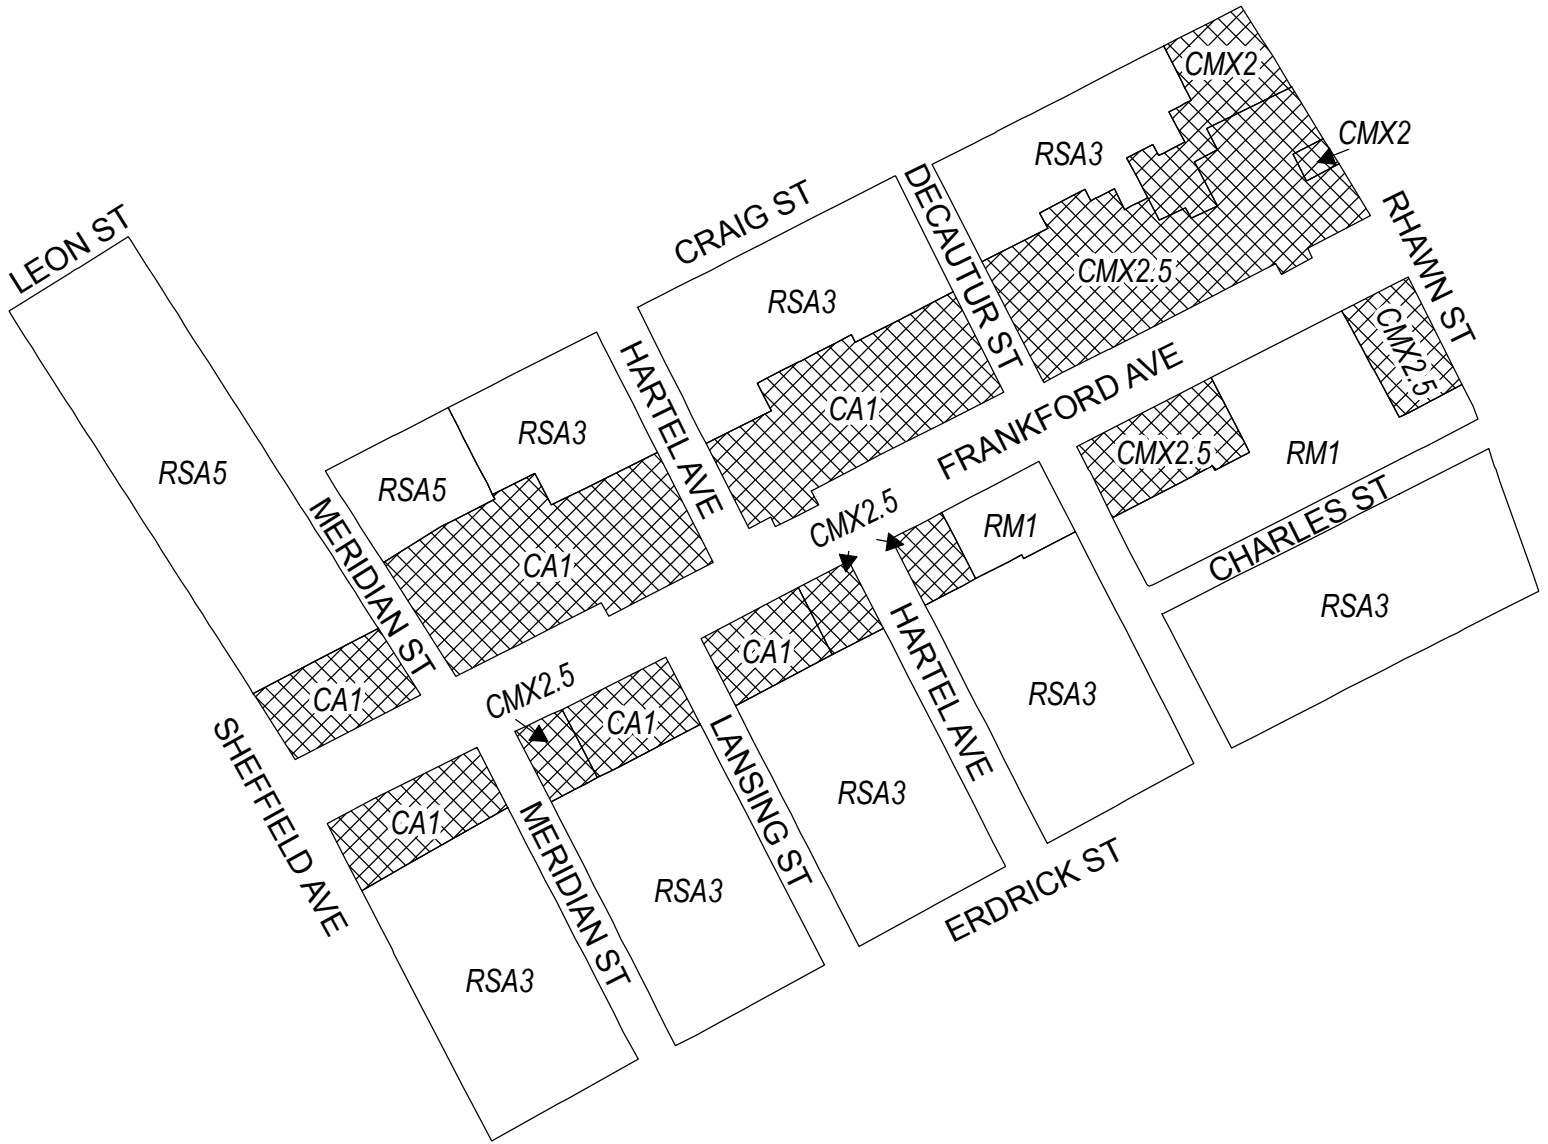 CMX2
CMX2
RSA3
DECAUTUR ST
RHAWN ST
CRAIG ST
LEON ST
CMX2.5
RSA3
HARTEL AVE
CMX2.5
FRANKFORD AVE
CA1
RSA3
RSA5
RSA5
CMX2.5
RM1
MERIDIAN ST
CMX2.5
RM1
CHARLES ST
CA1
RSA3
HARTEL AVE
CA1
RSA3
CMX2.5
CA1
CA1
SHEFFIELD AVE
LANSING ST
RSA3
CA1
MERIDIAN ST
RSA3
ERDRICK ST
RSA3